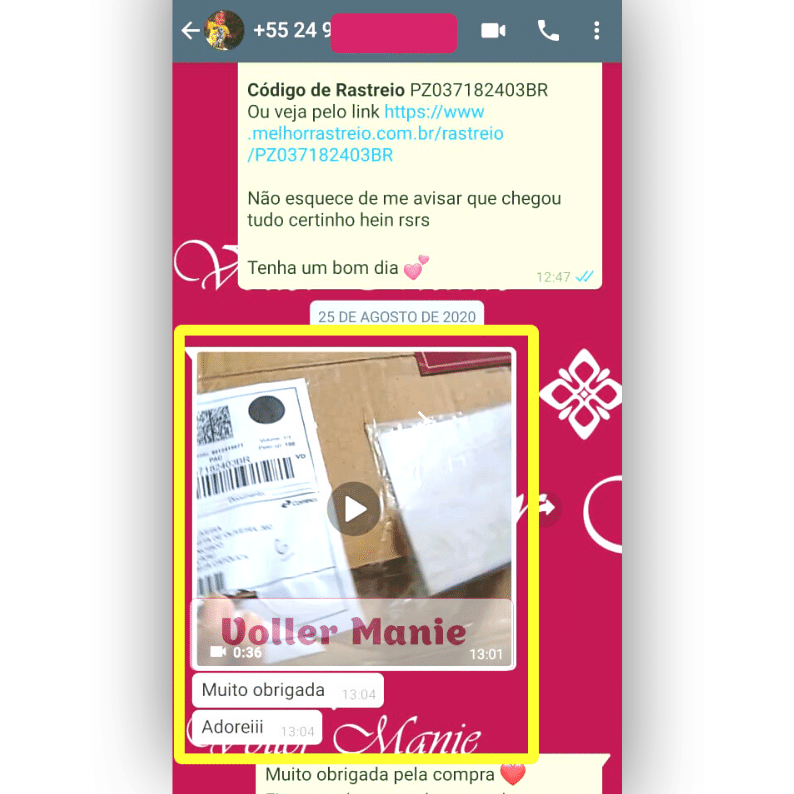 +55 24 9
Código de Rastreio PZ037182403BR
Ou veja pelo link https://www
.melhorrastreio.com.br/rastreio
/PZ037182403BR
Não esquece de me avisar que chegou
tudo certinho hein rsrs
Tenha um bom dia 💕
12:47
25 DE AGOSTO DE 2020
PAC
VD
37182403BR
Voller Manie
0:36
13:01
Muito obrigada 13:04
Adoreiii 13:04
Voller Manie
Muito obrigada pela compra ❤️